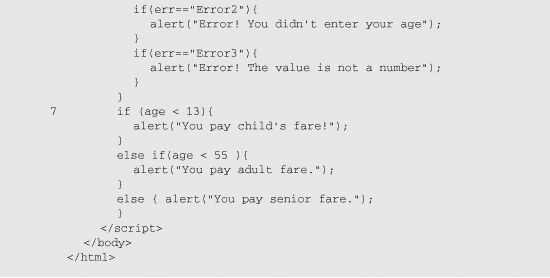 if(err=="Error2"){
alert("Error! You didn't enter your age");
}
if(err=="Error3"){
alert("Error! The value is not a number");
}
}
7 if (age < 13){
alert("You pay child's fare!");
}
else if(age < 55 ){
alert("You pay adult fare.");
}
else { alert("You pay senior fare.");
}
</script>
</body>
</html>